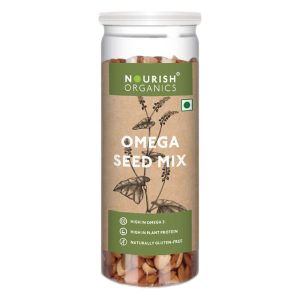 NOURISH®
ORGANICS
OMEGA
SEED MIX
HIGH IN OMEGA 3
HIGH IN PLANT PROTEIN
NATURALLY GLUTEN-FREE